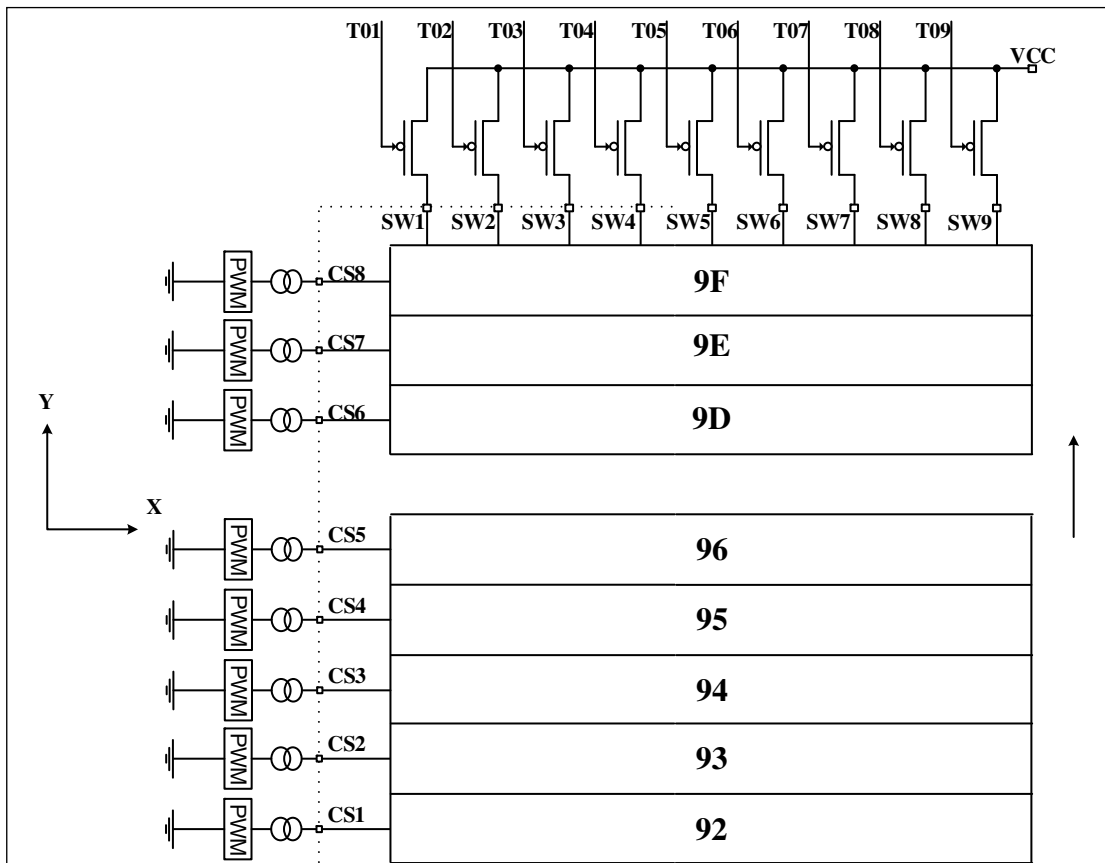 T01 T02 T03 T04 T05 T06 T07 T08 T09
VCC
SW1 SW2 SW3 SW4 SW5 SW6 SW7 SW8 SW9
PWM CS8 9F
PWM CS7 9E
PWM CS6 9D
Y
X
PWM CS5 96
PWM CS4 95
PWM CS3 94
PWM CS2 93
PWM CS1 92